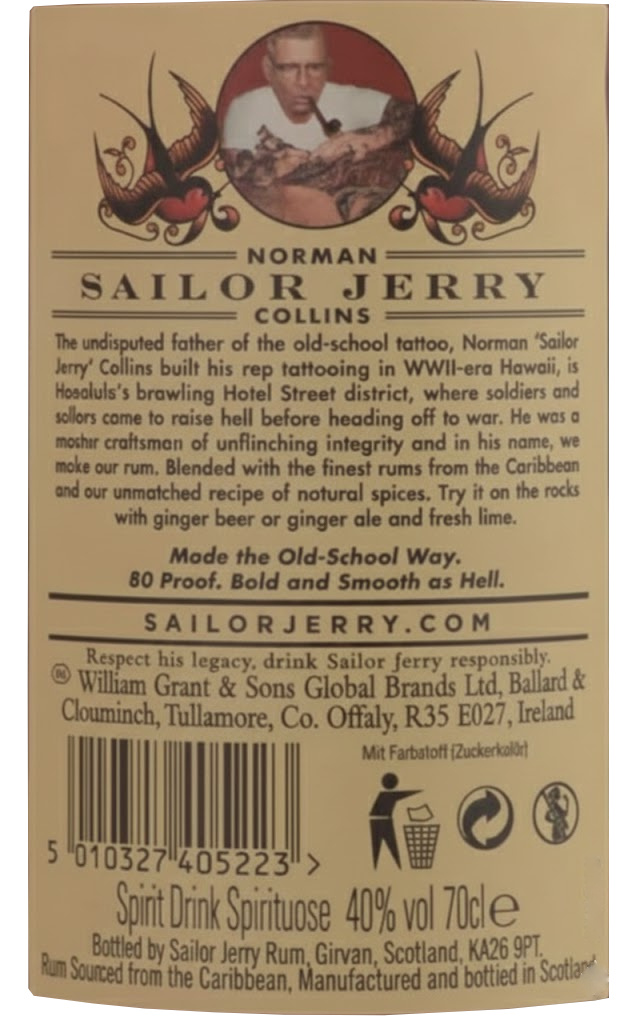 NORMAN
SAILOR JERRY
COLLINS
The undisputed father of the old-school tattoo, Norman 'Sailor
Jerry' Collins built his rep tattooing in WWII-era Hawaii, is
Hosoluls's brawling Hotel Street district, where soldiers and
sollors come to raise hell before heading off to war. He was a
moshır craftsman of unflinching integrity and in his name, we
moke our rum. Blended with the finest rums from the Caribbean
and our unmatched recipe of natural spices. Try it on the rocks
with ginger beer or ginger ale and fresh lime.
Made the Old-School Way.
80 Proof. Bold and Smooth as Hell.
SAILORJERRY.COM
Respect his legacy, drink Sailor Jerry responsibly.
William Grant & Sons Global Brands Ltd, Ballard &
Clouminch, Tullamore, Co. Offaly, R35 E027, Ireland
Mit Farbstoff (Zuckerkolör)
5 010327 405223 >
Spirit Drink Spirituose 40% vol 70cl e
Bottled by Sailor Jerry Rum, Girvan, Scotland, KA26 9PT.
Rum Sourced from the Caribbean, Manufactured and bottied in